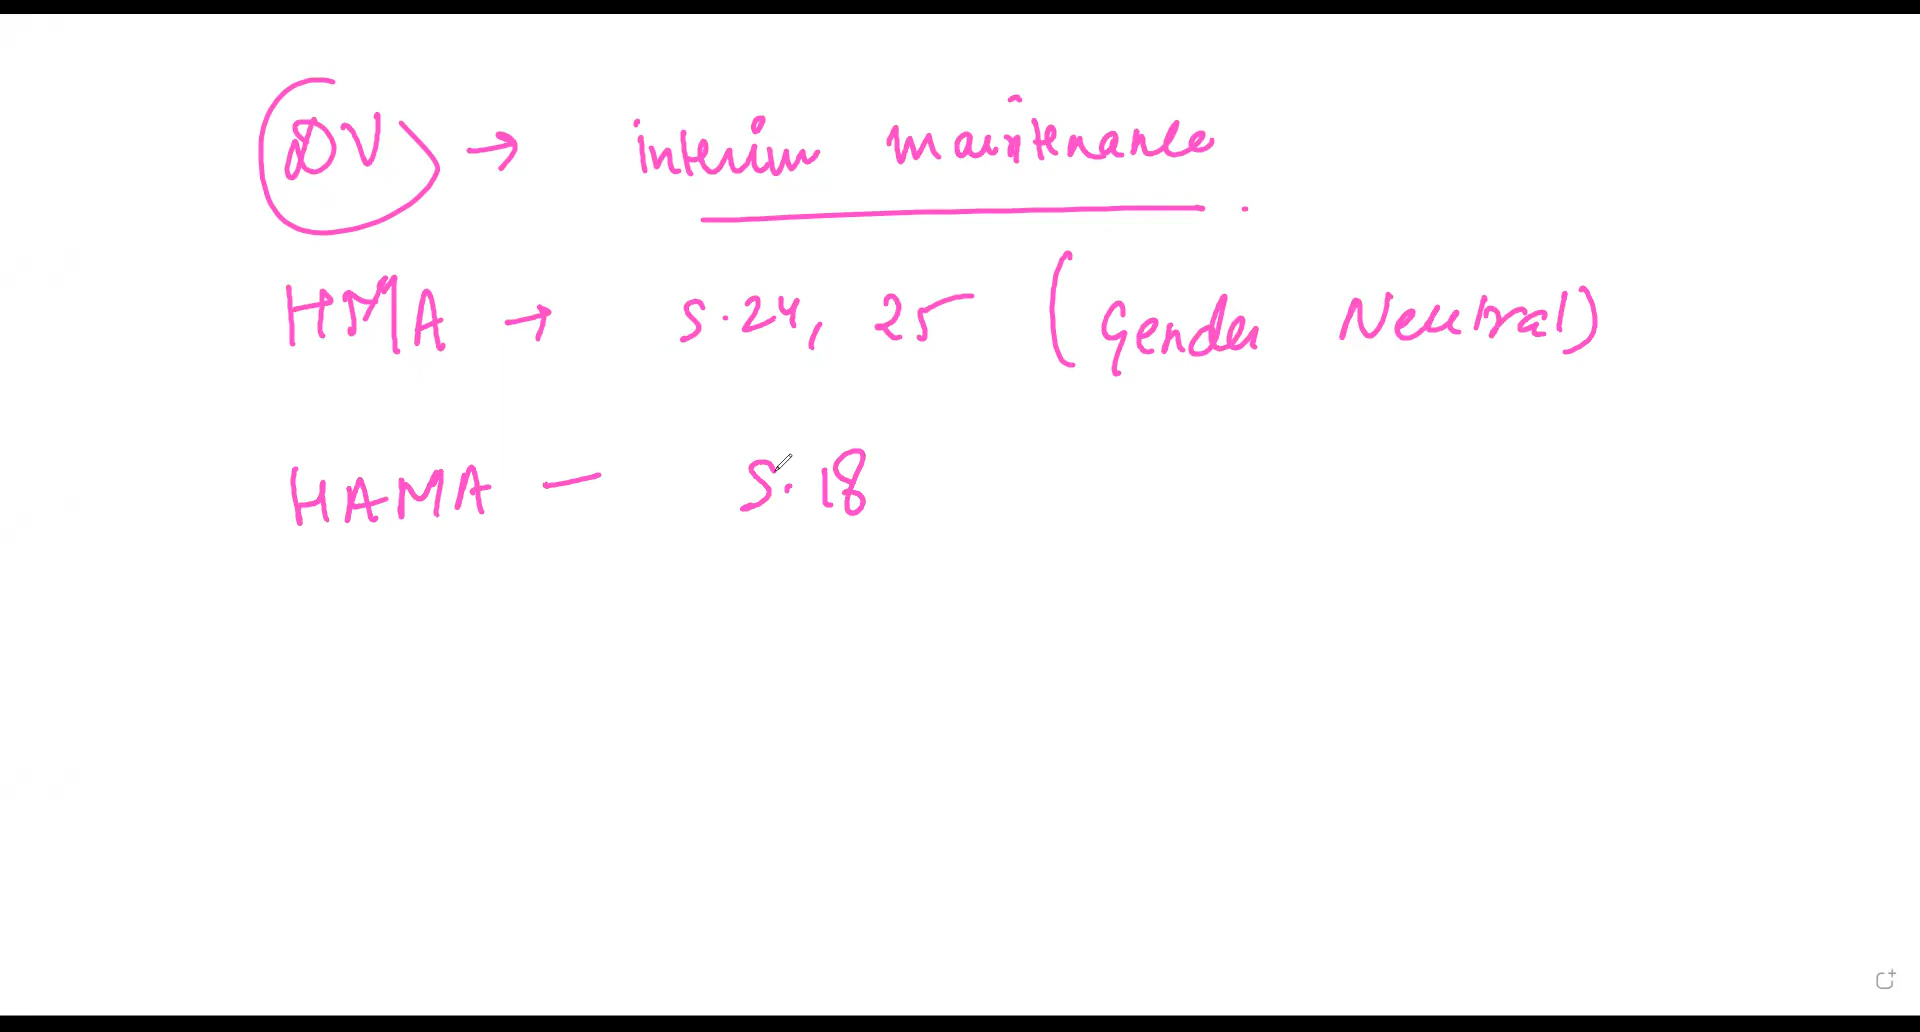 DV → interim maintenance.
HMA → S.24, 25 (Gender Neutral)
HAMA — S.18